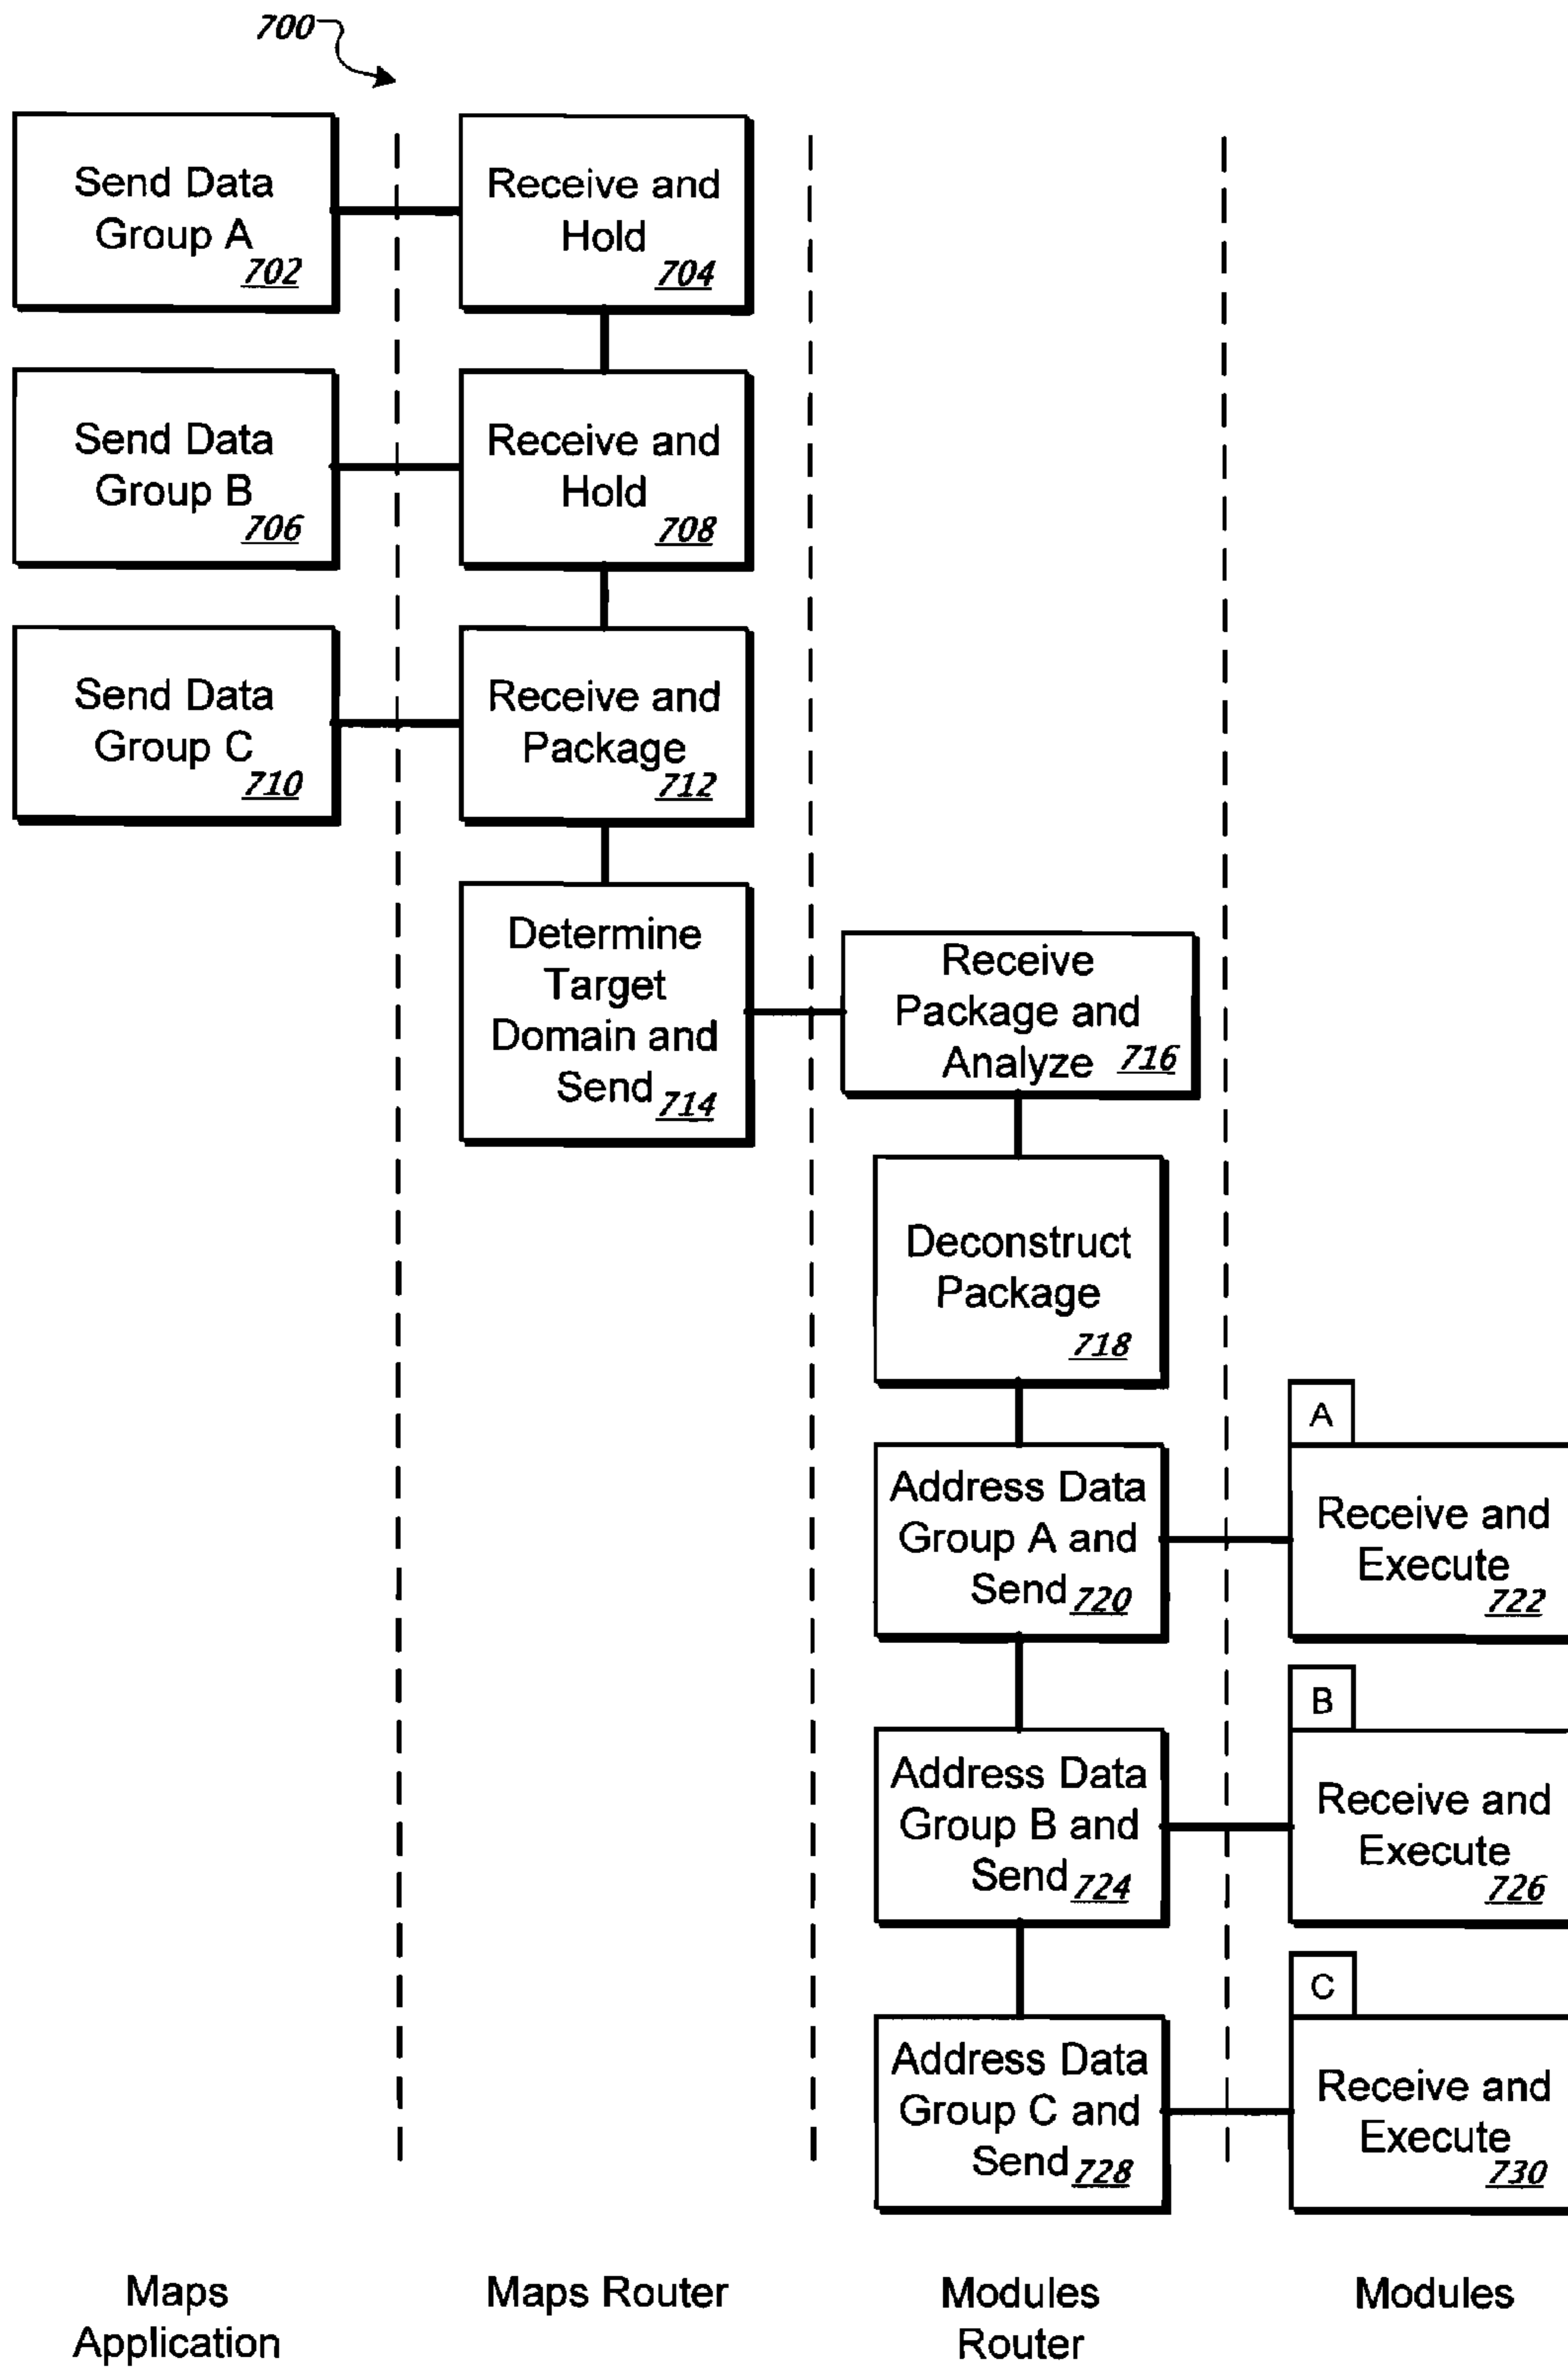 700
Send Data
Group A
702
Receive and
Hold
704
Send Data
Group B
706
Receive and
Hold
708
Send Data
Group C
710
Receive and
Package
712
Determine
Target
Domain and
Send 714
Receive
Package and
Analyze 716
Deconstruct
Package
718
Address Data
Group A and
Send 720
A
Receive and
Execute
722
Address Data
Group B and
Send 724
B
Receive and
Execute
726
Address Data
Group C and
Send 728
C
Receive and
Execute
730
Maps
Application
Maps Router
Modules
Router
Modules